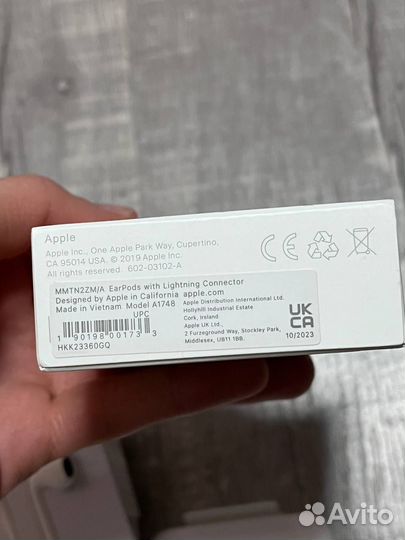 Apple
Apple Inc., One Apple Park Way, Cupertino,
CA 95014 USA. © 2019 Apple Inc.
All rights reserved. 602-03102-A
MMTN2ZM/A EarPods with Lightning Connector
Designed by Apple in California apple.com
Made in Vietnam Model A1748
UPC
1 90198 00173 3
HKK23360GQ
Apple Distribution International Ltd.
Hollyhill Industrial Estate
Cork, Ireland
Apple UK Ltd.,
2 Furzeground Way, Stockley Park,
Middlesex, UB11 1BB.
CE
UK
CA
10/2023
Avito